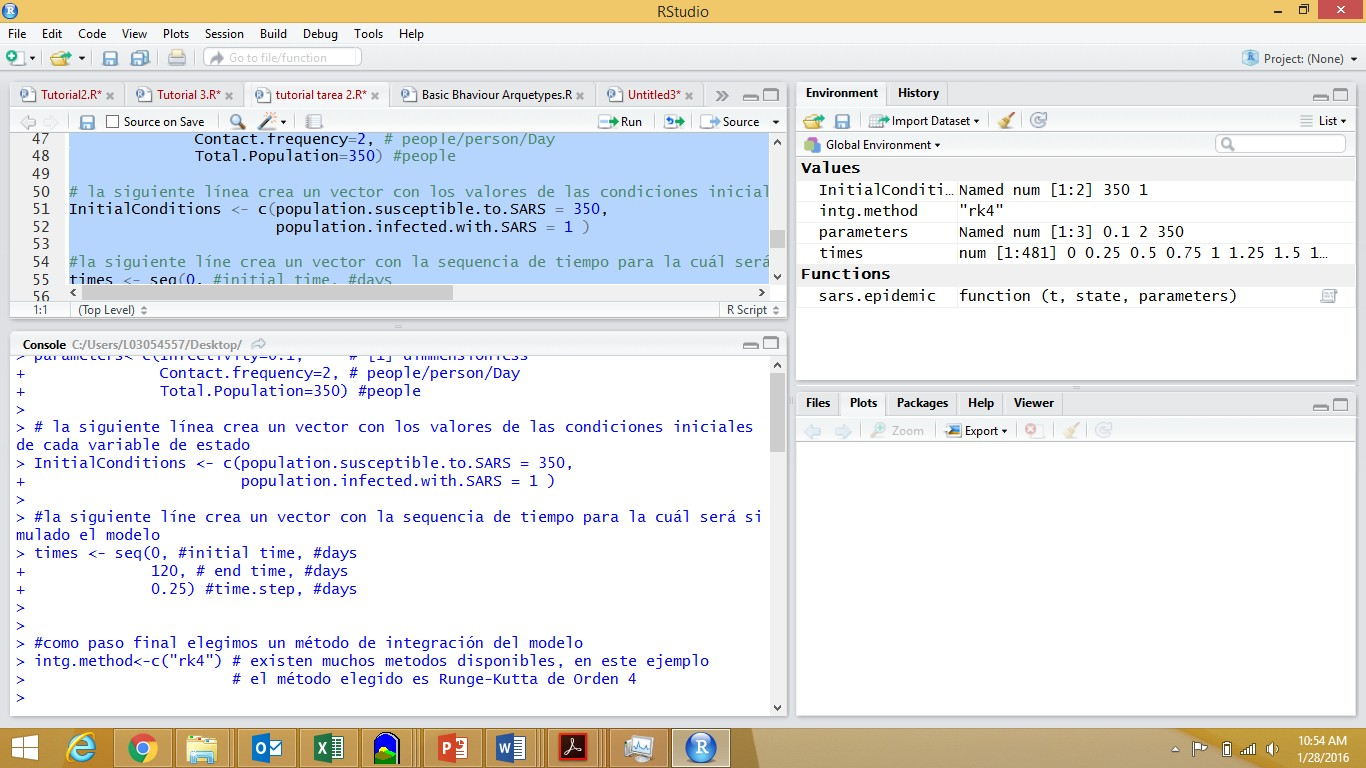 RStudio
File Edit Code View Plots Session Build Debug Tools Help
Go to file/function
Project: (None)
Tutorial2.R* Tutorial 3.R* tutorial tarea 2.R* Basic Bhaviour Arquetypes.R Untitled3*
Source on Save Run Source
47 Contact.frequency=2, # people/person/Day
48 Total.Population=350) #people
49
50 # la siguiente línea crea un vector con los valores de las condiciones inicial
51 InitialConditions <- c(population.susceptible.to.SARS = 350,
52 population.infected.with.SARS = 1 )
53
54 #la siguiente líne crea un vector con la sequencia de tiempo para la cuál será
55 times <- seq(0, #initial time, #days
56
1:1 (Top Level) R Script
Console C:/Users/L03054557/Desktop/
> parameters<-c(Infectivity=0.1, # [1] dimmensionless
+ Contact.frequency=2, # people/person/Day
+ Total.Population=350) #people
>
> # la siguiente línea crea un vector con los valores de las condiciones iniciales
de cada variable de estado
> InitialConditions <- c(population.susceptible.to.SARS = 350,
+ population.infected.with.SARS = 1 )
>
> #la siguiente líne crea un vector con la sequencia de tiempo para la cuál será si
mulado el modelo
> times <- seq(0, #initial time, #days
+ 120, # end time, #days
+ 0.25) #time.step, #days
>
>
> #como paso final elegimos un método de integración del modelo
> intg.method<-c("rk4") # existen muchos metodos disponibles, en este ejemplo
> # el método elegido es Runge-Kutta de Orden 4
>
Environment History
Import Dataset List
Global Environment
Values
InitialConditi… Named num [1:2] 350 1
intg.method "rk4"
parameters Named num [1:3] 0.1 2 350
times num [1:481] 0 0.25 0.5 0.75 1 1.25 1.5 1…
Functions
sars.epidemic function (t, state, parameters)
Files Plots Packages Help Viewer
Zoom Export
10:54 AM
1/28/2016